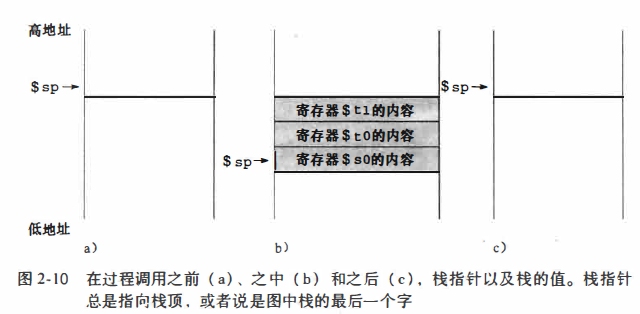 高地址
$sp→
$sp→
寄存器$t1的内容
寄存器$t0的内容
$sp→
寄存器$s0的内容
低地址
a)
b)
c)
图 2-10 在过程调用之前 (a)、之中 (b) 和之后 (c), 栈指针以及栈的值。栈指针
总是指向栈顶, 或者说是图中栈的最后一个字